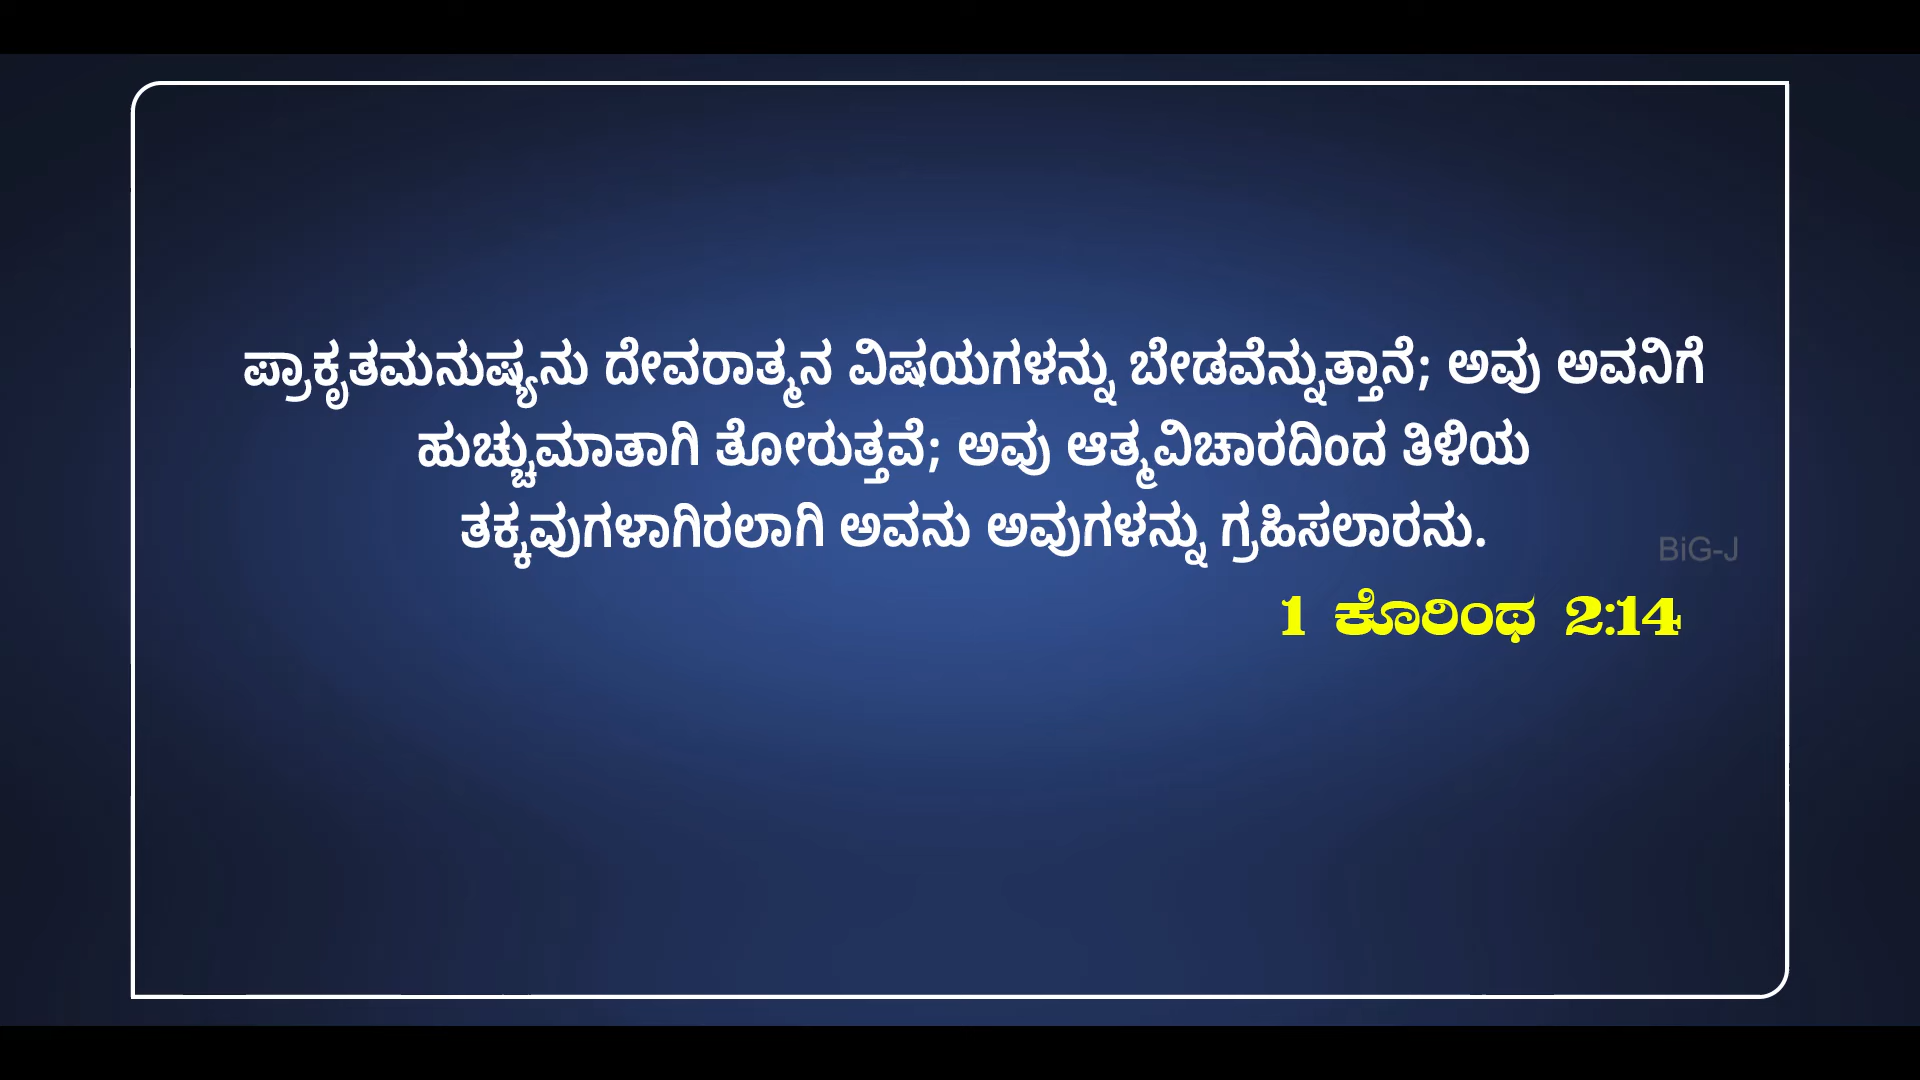 ಪ್ರಾಕೃತಮನುಷ್ಯನು ದೇವರಾತ್ಮನ ವಿಷಯಗಳನ್ನು ಬೇಡವೆನ್ನುತ್ತಾನೆ; ಅವು ಅವನಿಗೆ
ಹುಚ್ಚುಮಾತಾಗಿ ತೋರುತ್ತವೆ; ಅವು ಆತ್ಮವಿಚಾರದಿಂದ ತಿಳಿಯ
ತಕ್ಕವುಗಳಾಗಿರಲಾಗಿ ಅವನು ಅವುಗಳನ್ನು ಗ್ರಹಿಸಲಾರನು.
BiG-J
1 ಕೊರಿಂಥ 2:14